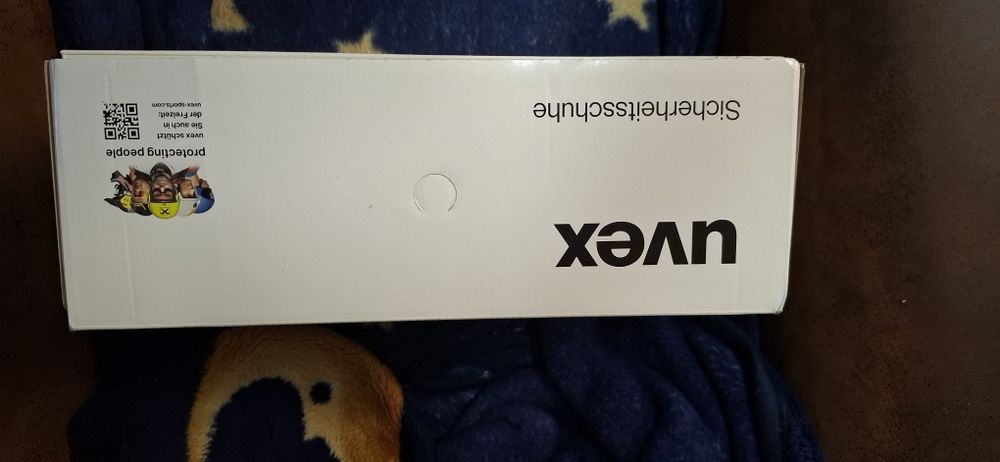 uvex
Sicherheitsschuhe
protecting people
uvex schützt
Sie auch in
der Freizeit:
uvex-sports.com